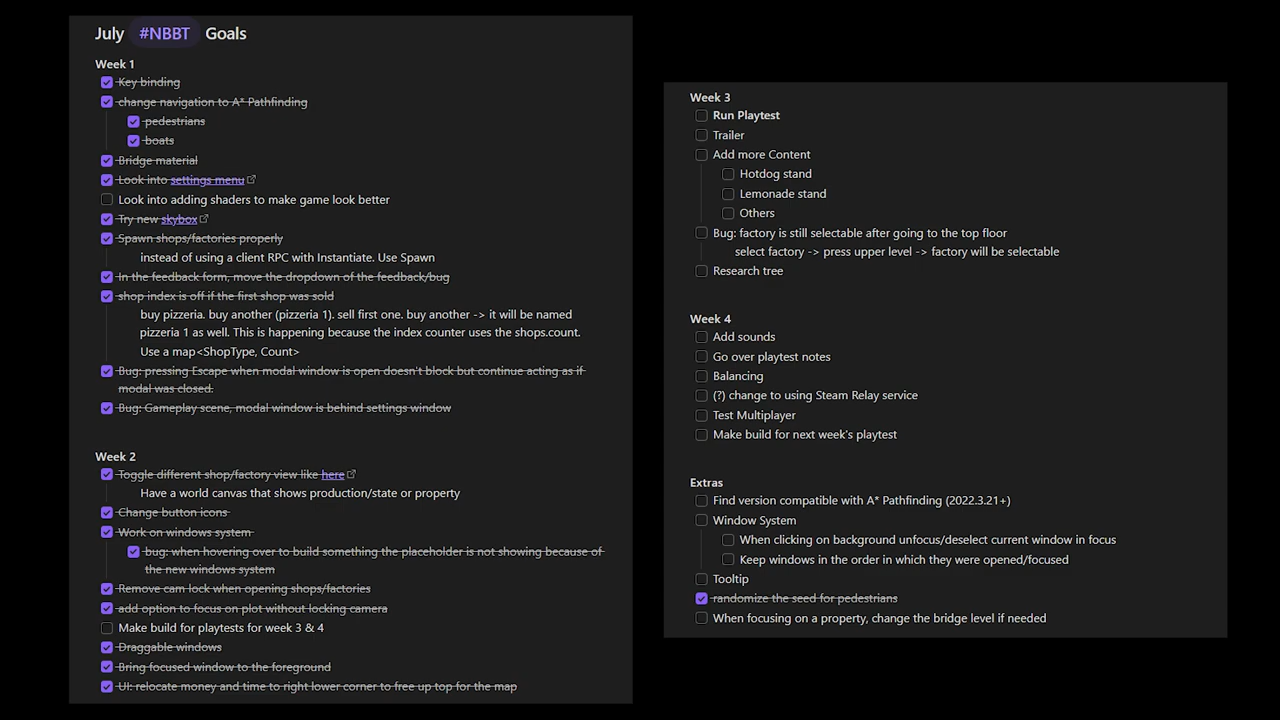 July #NBBT Goals
Week 1
Key binding
change navigation to A* Pathfinding
pedestrians
boats
Bridge material
Look into settings menu
Look into adding shaders to make game look better
Try new skybox
Spawn shops/factories properly
instead of using a client RPC with Instantiate. Use Spawn
In the feedback form, move the dropdown of the feedback/bug
shop index is off if the first shop was sold
buy pizzeria. buy another (pizzeria 1). sell first one. buy another -> it will be named
pizzeria 1 as well. This is happening because the index counter uses the shops.count.
Use a map<ShopType, Count>
Bug: pressing Escape when modal window is open doesn't block but continue acting as if
modal was closed.
Bug: Gameplay scene, modal window is behind settings window
Week 2
Toggle different shop/factory view like here
Have a world canvas that shows production/state or property
Change button icons
Work on windows system
bug: when hovering over to build something the placeholder is not showing because of
the new windows system
Remove cam lock when opening shops/factories
add option to focus on plot without locking camera
Make build for playtests for week 3 & 4
Draggable windows
Bring focused window to the foreground
UI: relocate money and time to right lower corner to free up top for the map
Week 3
Run Playtest
Trailer
Add more Content
Hotdog stand
Lemonade stand
Others
Bug: factory is still selectable after going to the top floor
select factory -> press upper level -> factory will be selectable
Research tree
Week 4
Add sounds
Go over playtest notes
Balancing
(?) change to using Steam Relay service
Test Multiplayer
Make build for next week's playtest
Extras
Find version compatible with A* Pathfinding (2022.3.21+)
Window System
When clicking on background unfocus/deselect current window in focus
Keep windows in the order in which they were opened/focused
Tooltip
randomize the seed for pedestrians
When focusing on a property, change the bridge level if needed